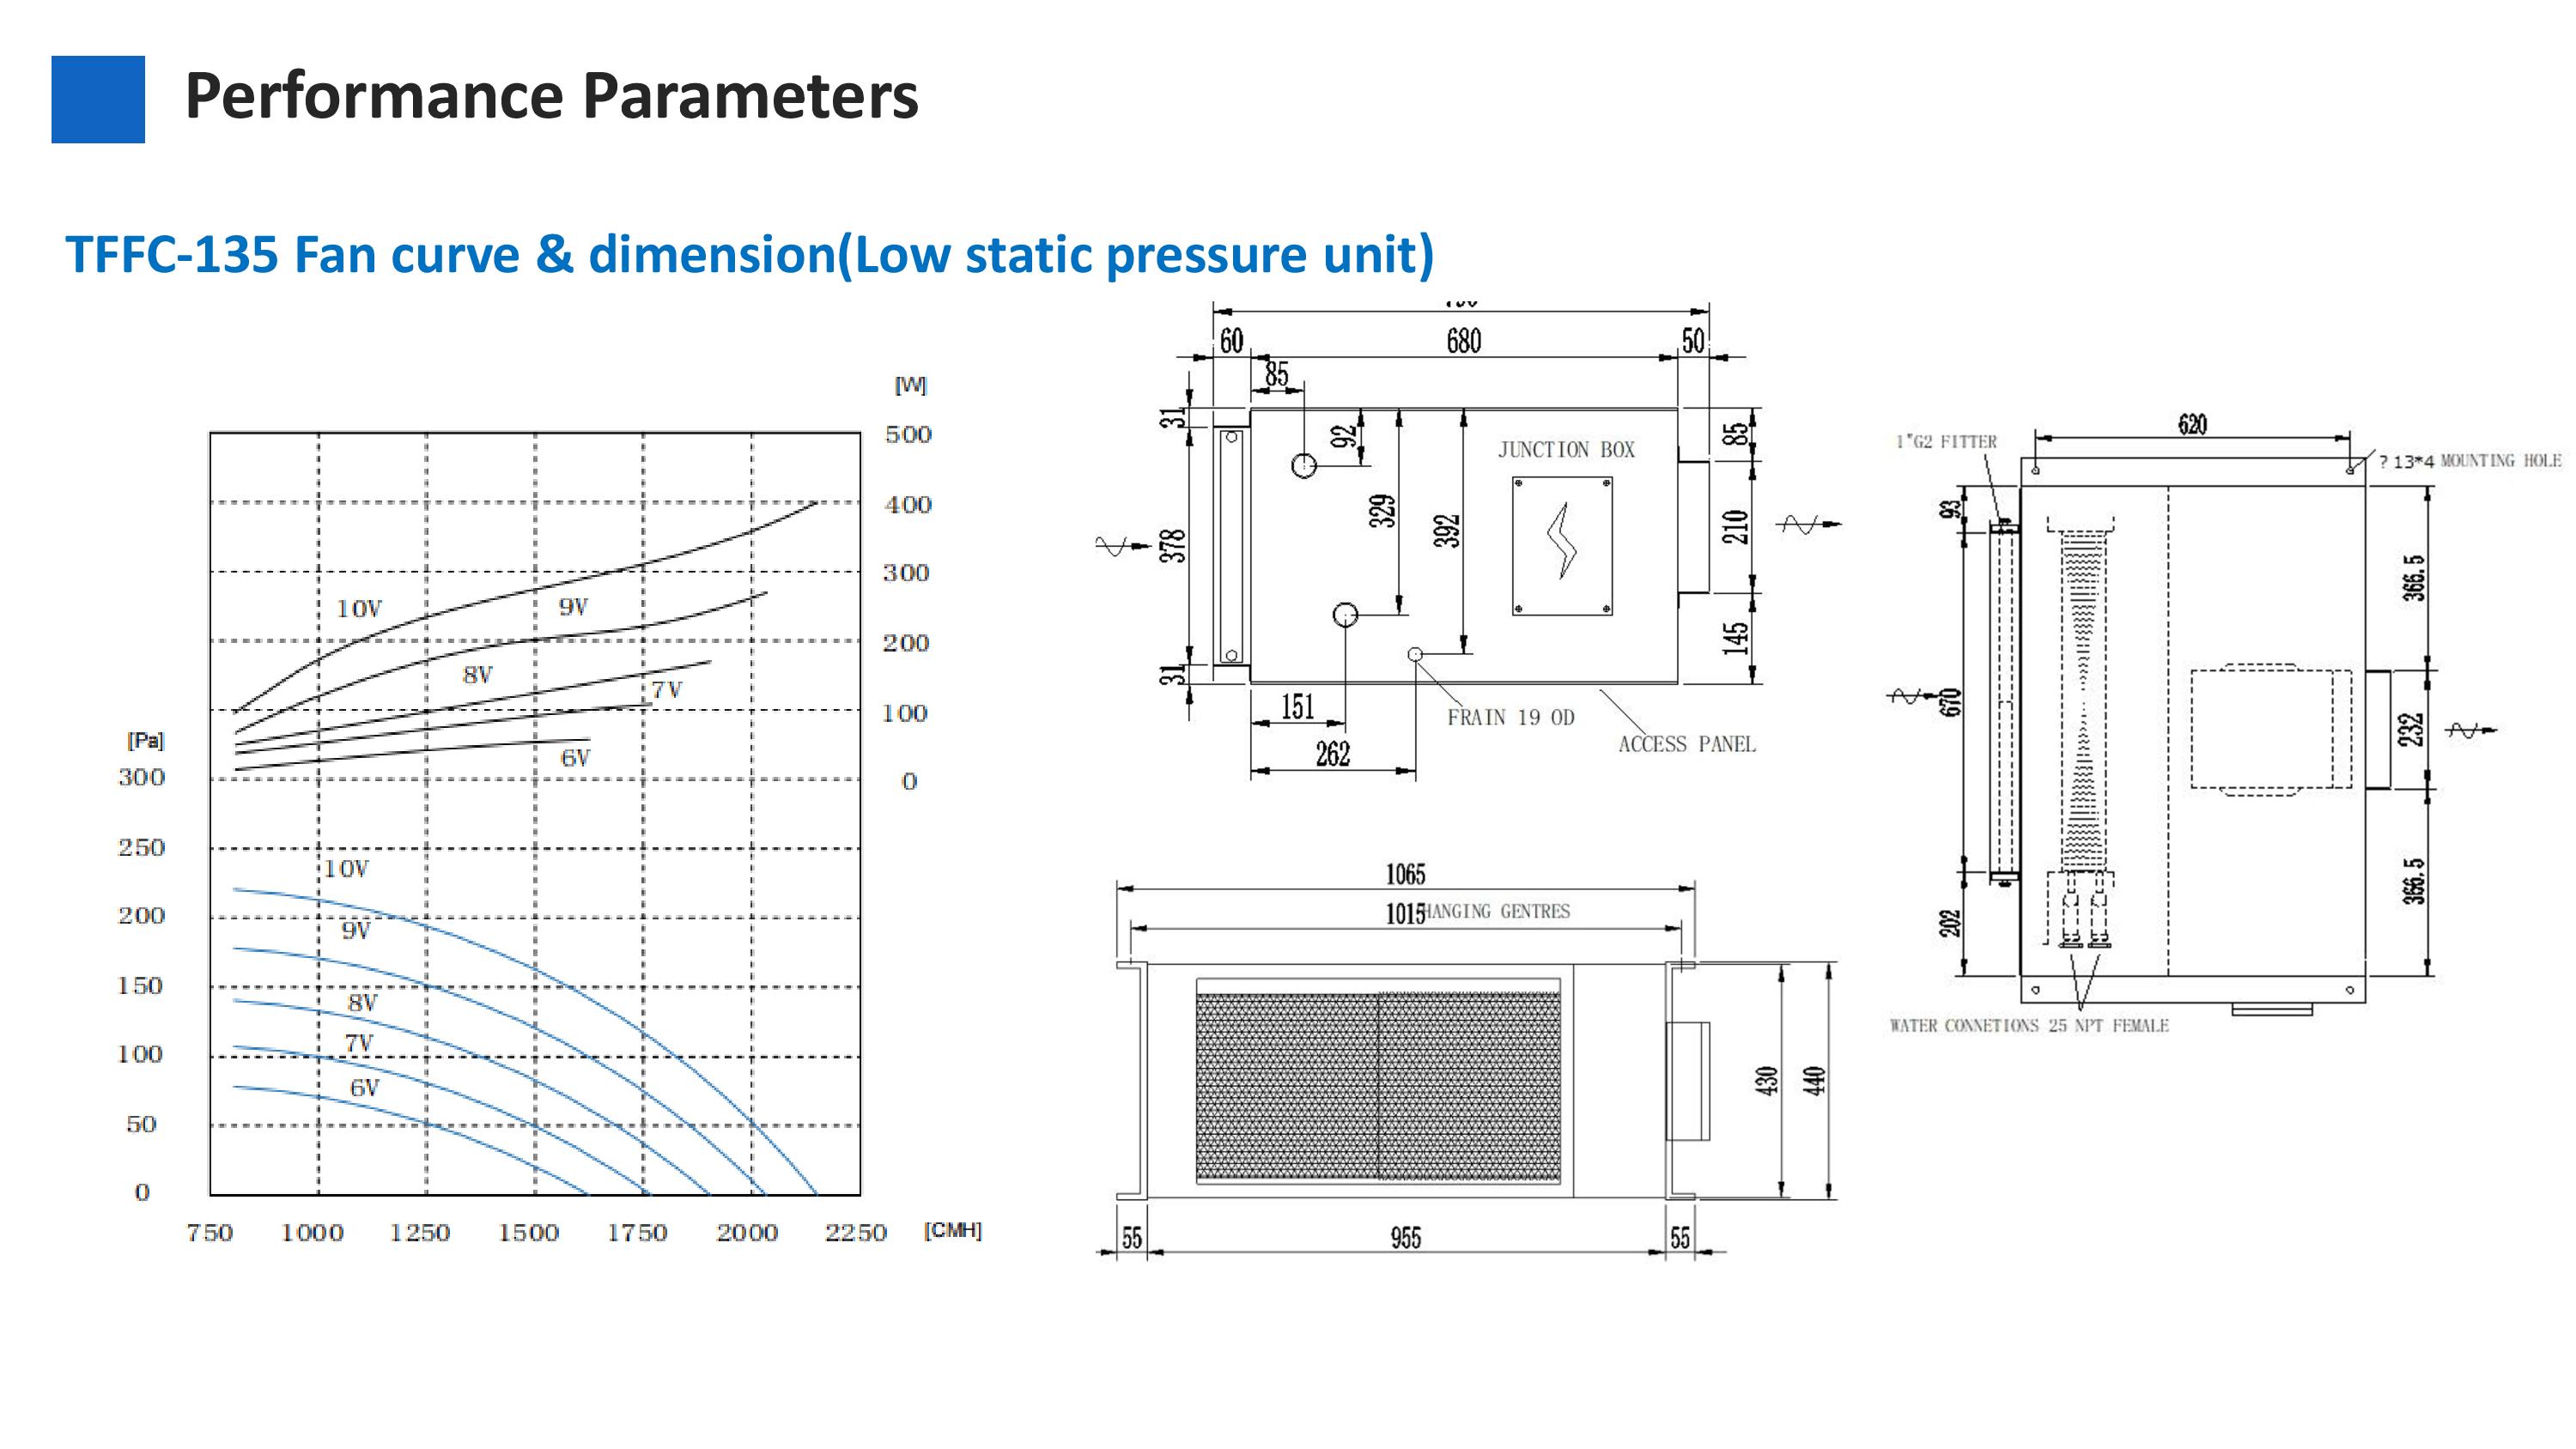 Performance Parameters
TFFC-135 Fan curve & dimension(Low static pressure unit)
[W]
500
400
300
200
100
0
10V
9V
8V
7V
6V
[Pa]
300
250
200
150
100
50
0
10V
9V
8V
7V
6V
750 1000 1250 1500 1750 2000 2250 [CMH]
60 680 50
85
31
378
31
92
329
392
JUNCTION BOX
85
210
145
151
262
FRAIN 19 OD
ACCESS PANEL
1065
1015 HANGING GENTRES
430
440
55 955 55
620
1"G2 FITTER
? 13*4 MOUNTING HOLE
93
670
202
366.5
232
366.5
WATER CONNETIONS 25 NPT FEMALE